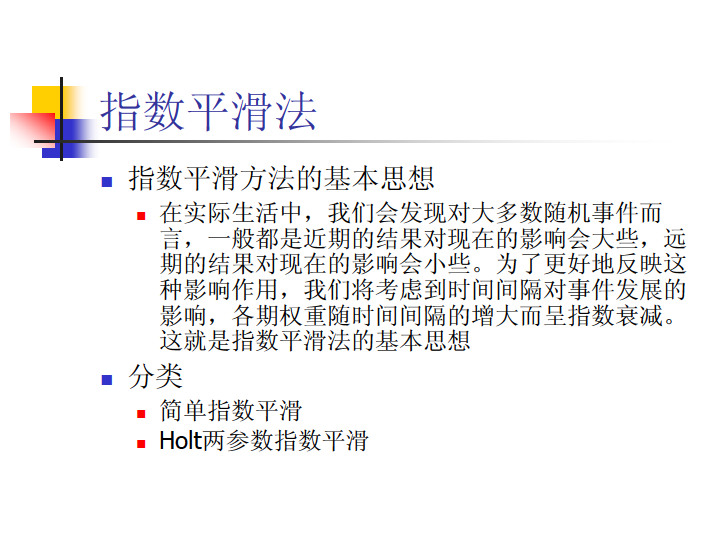 指数平滑法
指数平滑方法的基本思想
在实际生活中，我们会发现对大多数随机事件而
言，一般都是近期的结果对现在的影响会大些，远
期的结果对现在的影响会小些。为了更好地反映这
种影响作用，我们将考虑到时间间隔对事件发展的
影响，各期权重随时间间隔的增大而呈指数衰减。
这就是指数平滑法的基本思想
分类
简单指数平滑
Holt两参数指数平滑